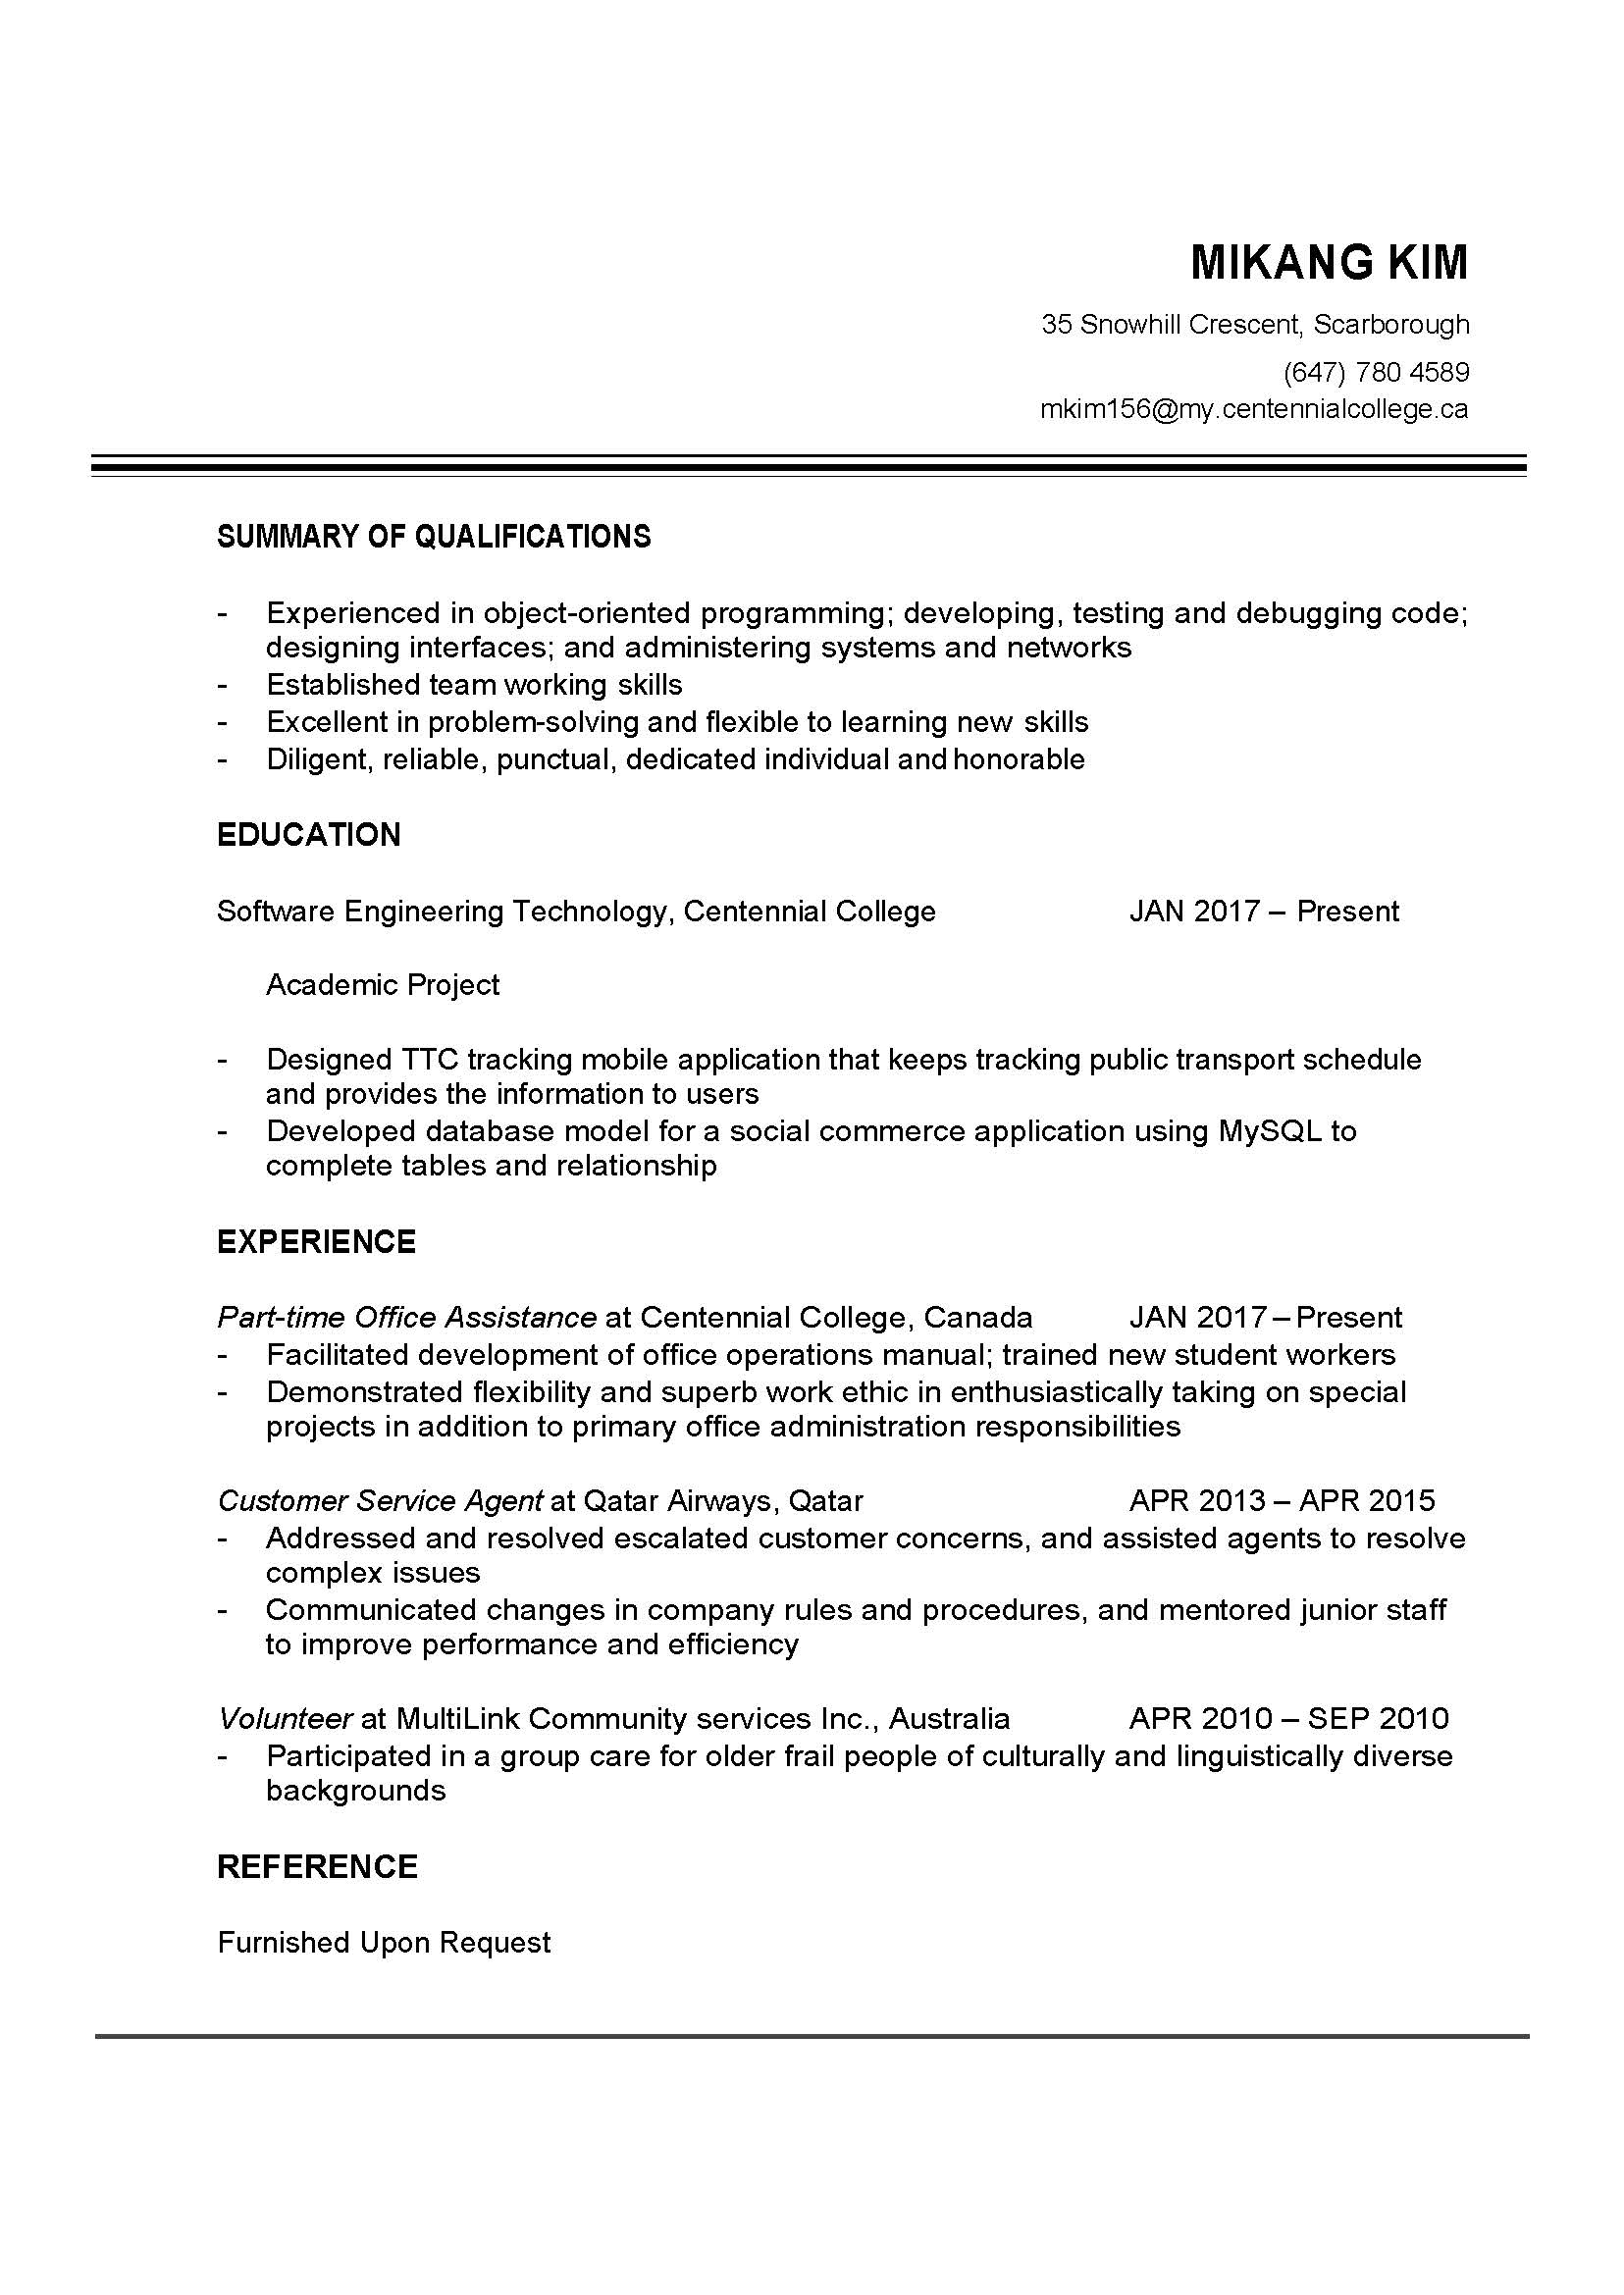 MIKANG KIM
35 Snowhill Crescent, Scarborough
(647) 780 4589
mkim156@my.centennialcollege.ca
SUMMARY OF QUALIFICATIONS
- Experienced in object-oriented programming; developing, testing and debugging code;
designing interfaces; and administering systems and networks
- Established team working skills
- Excellent in problem-solving and flexible to learning new skills
- Diligent, reliable, punctual, dedicated individual and honorable
EDUCATION
Software Engineering Technology, Centennial College JAN 2017 – Present
Academic Project
- Designed TTC tracking mobile application that keeps tracking public transport schedule
and provides the information to users
- Developed database model for a social commerce application using MySQL to
complete tables and relationship
EXPERIENCE
Part-time Office Assistance at Centennial College, Canada JAN 2017 – Present
- Facilitated development of office operations manual; trained new student workers
- Demonstrated flexibility and superb work ethic in enthusiastically taking on special
projects in addition to primary office administration responsibilities
Customer Service Agent at Qatar Airways, Qatar APR 2013 – APR 2015
- Addressed and resolved escalated customer concerns, and assisted agents to resolve
complex issues
- Communicated changes in company rules and procedures, and mentored junior staff
to improve performance and efficiency
Volunteer at MultiLink Community services Inc., Australia APR 2010 – SEP 2010
- Participated in a group care for older frail people of culturally and linguistically diverse
backgrounds
REFERENCE
Furnished Upon Request